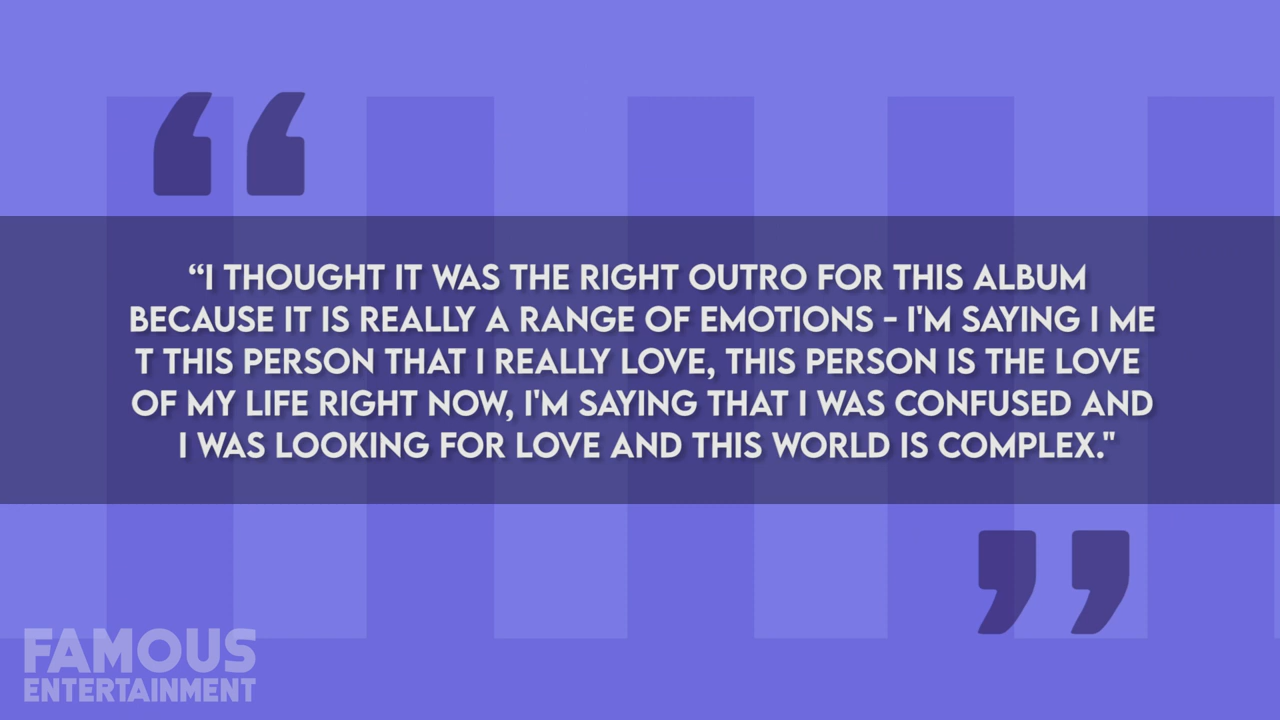 “I THOUGHT IT WAS THE RIGHT OUTRO FOR THIS ALBUM
BECAUSE IT IS REALLY A RANGE OF EMOTIONS - I'M SAYING I ME
T THIS PERSON THAT I REALLY LOVE, THIS PERSON IS THE LOVE
OF MY LIFE RIGHT NOW, I'M SAYING THAT I WAS CONFUSED AND
I WAS LOOKING FOR LOVE AND THIS WORLD IS COMPLEX."
FAMOUS
ENTERTAINMENT